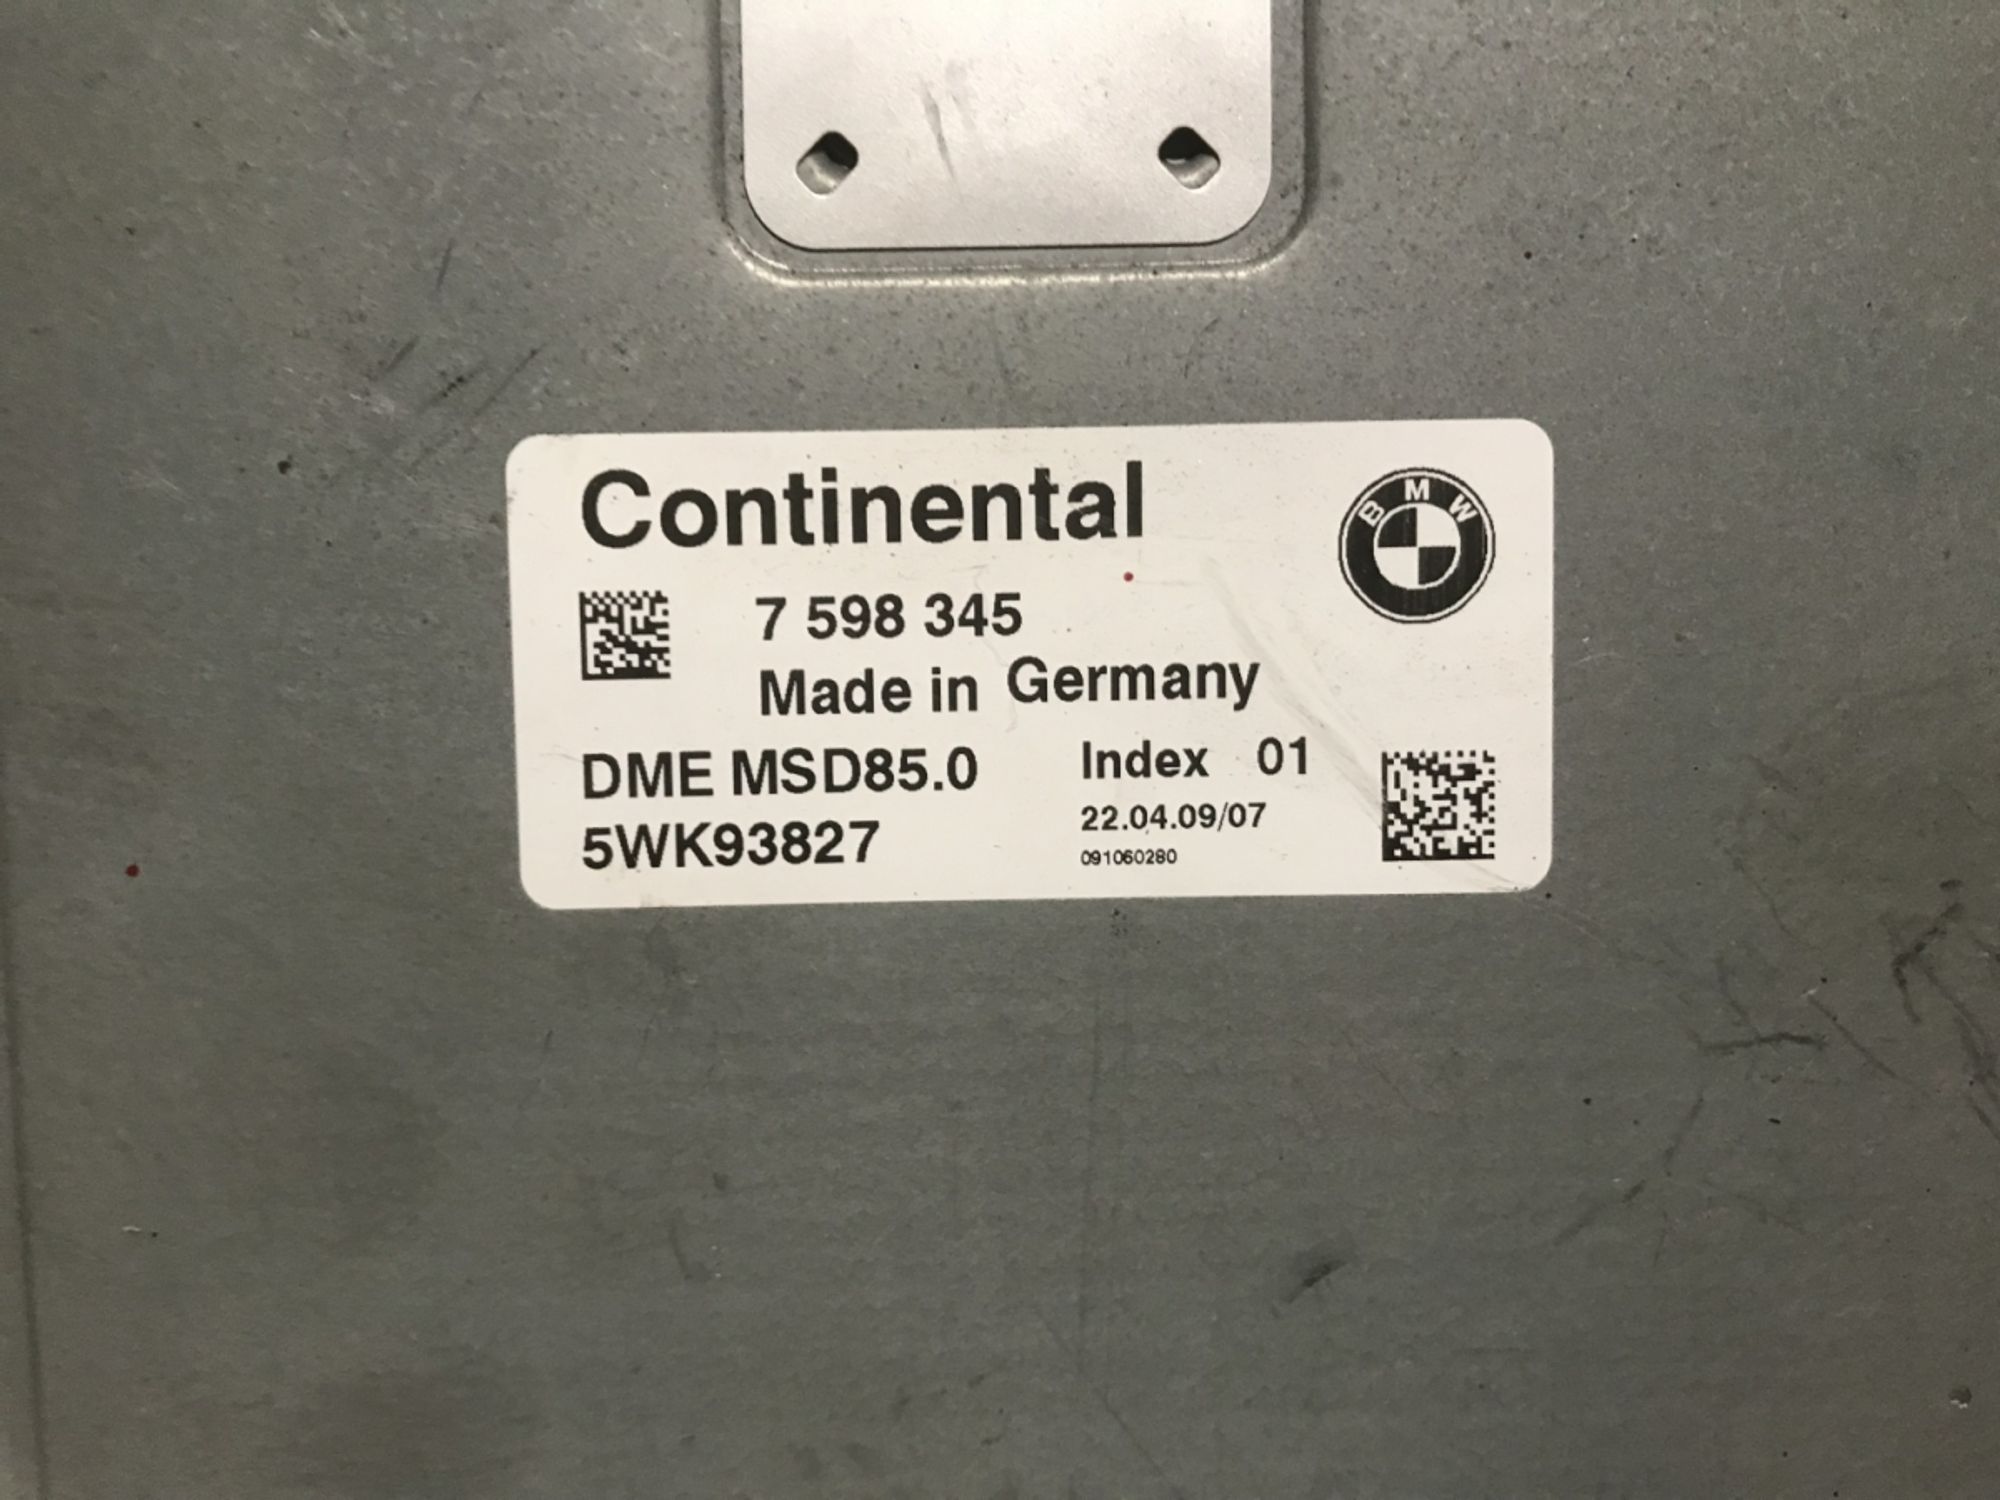 Continental
BMW
7 598 345
Made in Germany
DME MSD85.0 Index 01
5WK93827 22.04.09/07
091060280